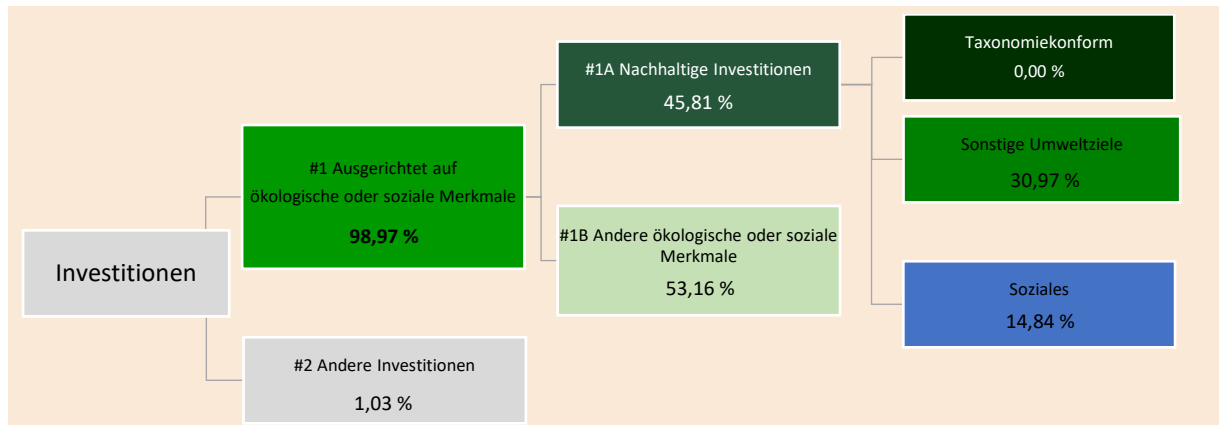 Investitionen
#1 Ausgerichtet auf
ökologische oder soziale Merkmale
98,97 %
#2 Andere Investitionen
1,03 %
#1A Nachhaltige Investitionen
45,81 %
#1B Andere ökologische oder soziale
Merkmale
53,16 %
Taxonomiekonform
0,00 %
Sonstige Umweltziele
30,97 %
Soziales
14,84 %